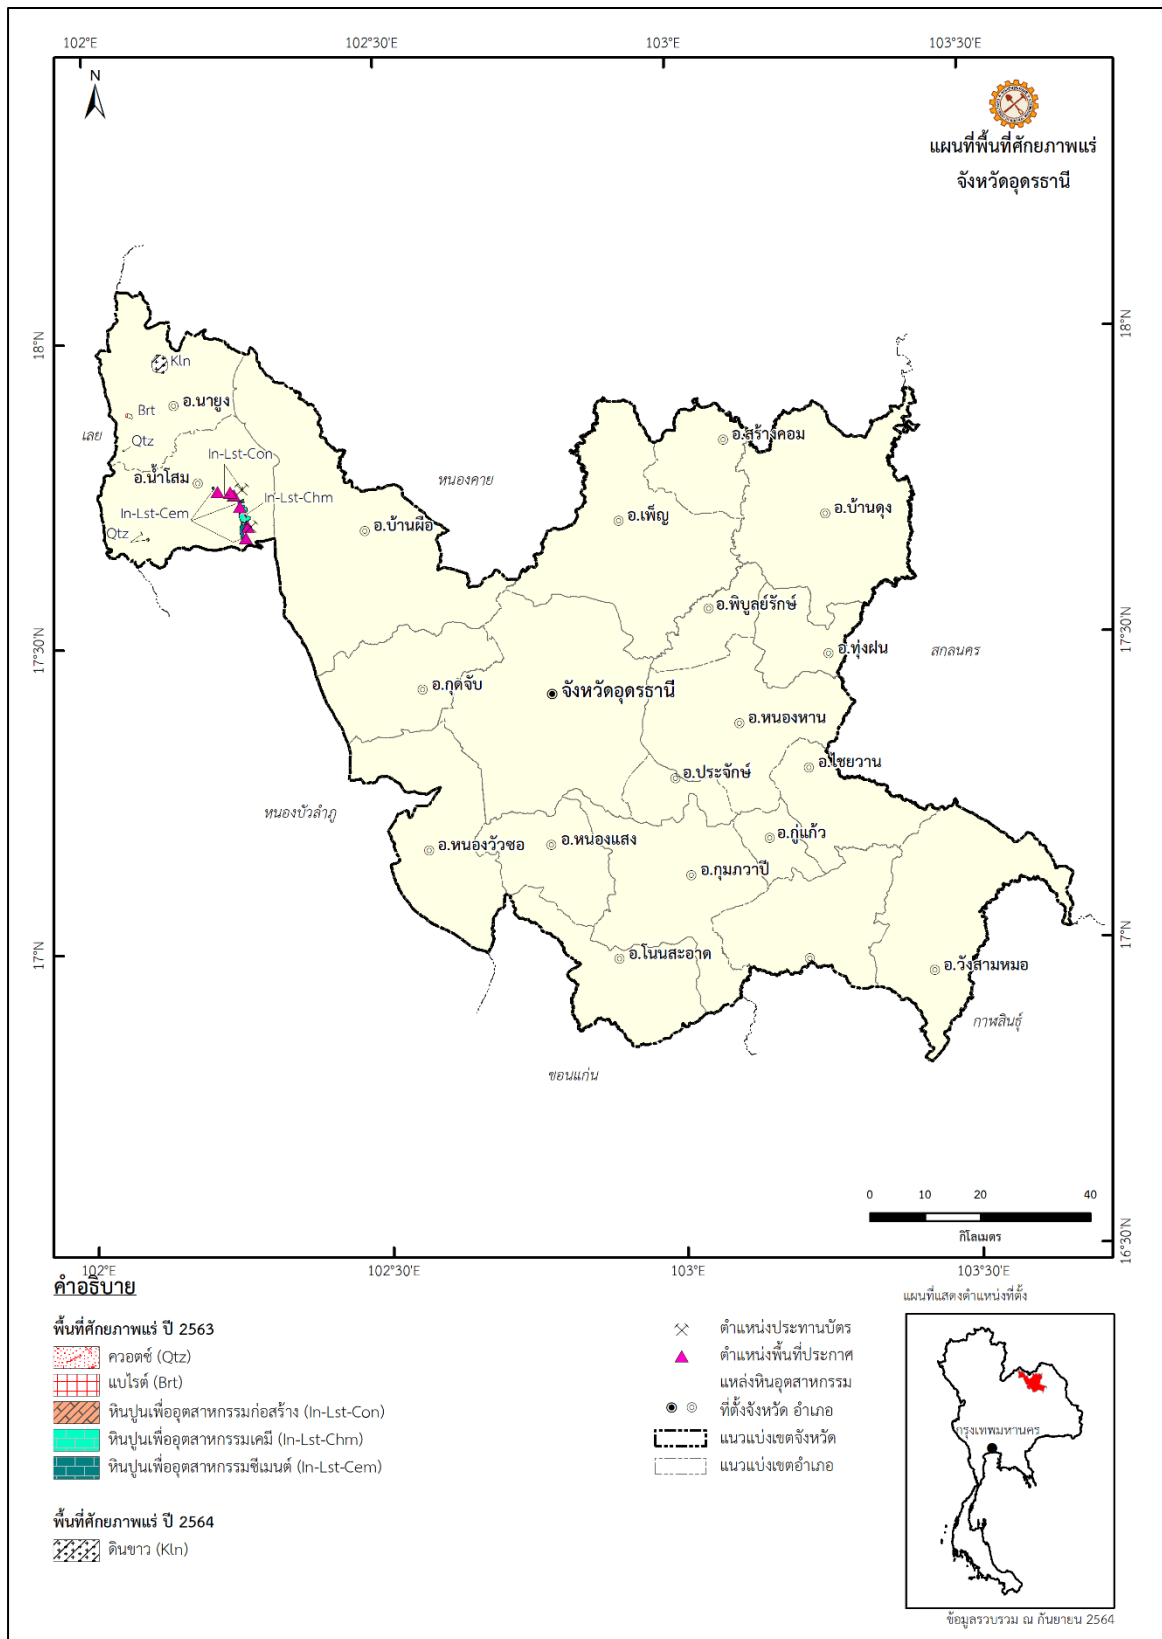 102°E 102°30'E 103°E 103°30'E
N
แผนที่พื้นที่ศักยภาพแร่
จังหวัดอุดรธานี
18°N
18°N
Kln
อ.นายูง
Brt
เลย
Qtz
อ.สร้างคอม
In-Lst-Con
หนองคาย
อ.น้ำโสม
In-Lst-Chm
In-Lst-Cem
อ.เพ็ญ
อ.บ้านดุง
อ.บ้านผือ
Qtz
อ.พิบูลย์รักษ์
17°30'N
17°30'N
อ.ทุ่งฝน
สกลนคร
อ.กุดจับ
จังหวัดอุดรธานี
อ.หนองหาน
อ.ไชยวาน
อ.ประจักษ์
หนองบัวลำภู
อ.กู่แก้ว
อ.หนองวัวซอ
อ.หนองแสง
อ.กุมภวาปี
17°N
17°N
อ.โนนสะอาด
อ.วังสามหมอ
กาฬสินธุ์
ขอนแก่น
0 10 20 40
กิโลเมตร
16°30'N
102°E 102°30'E 103°E 103°30'E
คำอธิบาย
พื้นที่ศักยภาพแร่ ปี 2563
ควอตซ์ (Qtz)
แบไรต์ (Brt)
หินปูนเพื่ออุตสาหกรรมก่อสร้าง (In-Lst-Con)
หินปูนเพื่ออุตสาหกรรมเคมี (In-Lst-Chm)
หินปูนเพื่ออุตสาหกรรมซีเมนต์ (In-Lst-Cem)
พื้นที่ศักยภาพแร่ ปี 2564
ดินขาว (Kln)
ตำแหน่งประทานบัตร
ตำแหน่งพื้นที่ประกาศ
แหล่งหินอุตสาหกรรม
ที่ตั้งจังหวัด อำเภอ
แนวแบ่งเขตจังหวัด
แนวแบ่งเขตอำเภอ
แผนที่แสดงตำแหน่งที่ตั้ง
กรุงเทพมหานคร
ข้อมูลรวบรวม ณ กันยายน 2564